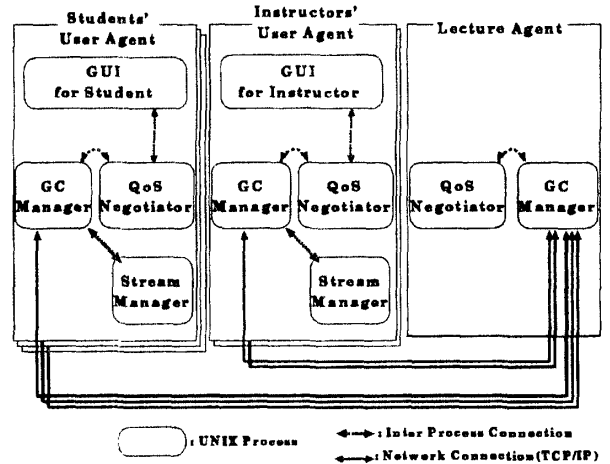 Students'
User Agent
Instructors'
User Agent
Lecture Agent
GUI
for Student
GUI
for Instructor
GC
Manager
QoS
Negotiator
GC
Manager
QoS
Negotiator
QoS
Negotiator
GC
Manager
Stream
Manager
Stream
Manager
: UNIX Process
: Inter Process Connection
: Network Connection(TCP/IP)